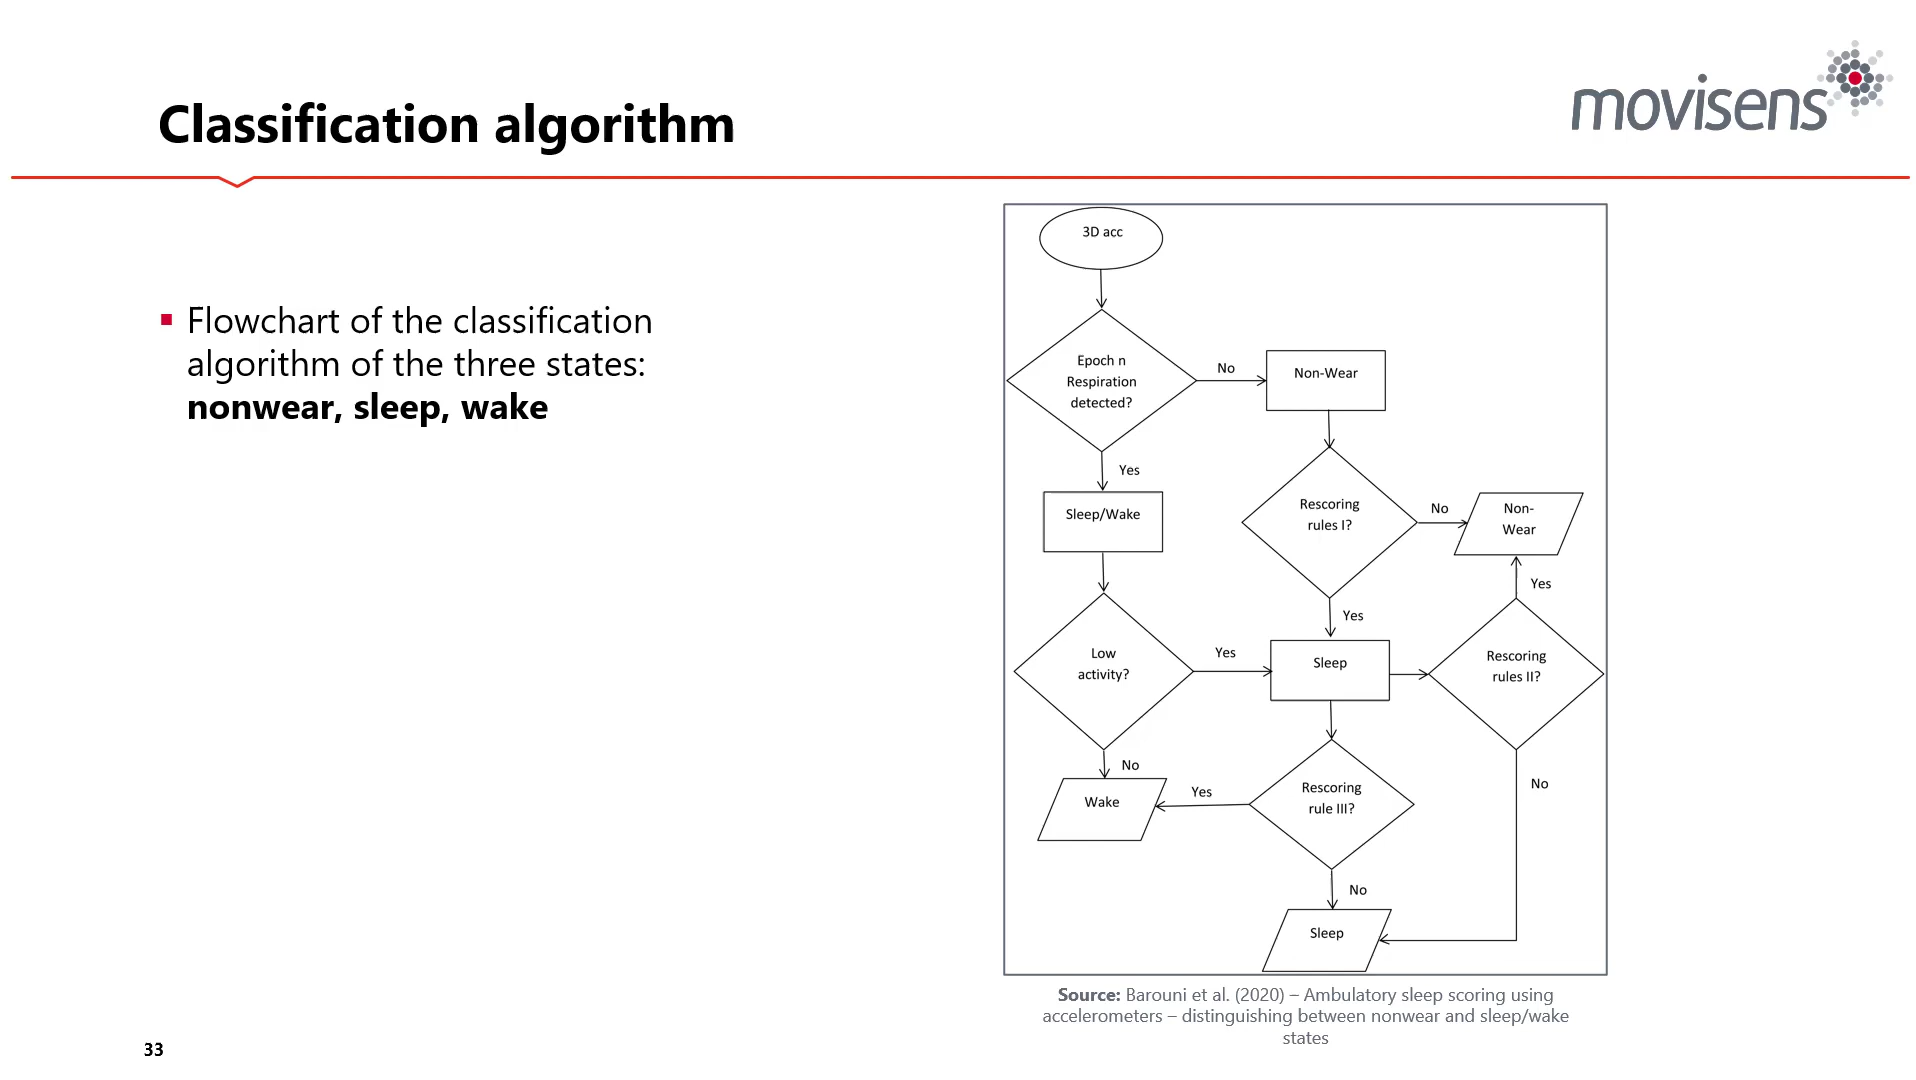 Classification algorithm
movisens
Flowchart of the classification
algorithm of the three states:
nonwear, sleep, wake
3D acc
Epoch n
Respiration
detected?
No
Non-Wear
Yes
Sleep/Wake
Rescoring
rules I?
No
Non-
Wear
Yes
Yes
Low
activity?
Yes
Sleep
Rescoring
rules II?
No
Wake
Yes
Rescoring
rule III?
No
No
Sleep
Source: Barouni et al. (2020) – Ambulatory sleep scoring using
accelerometers – distinguishing between nonwear and sleep/wake
states
33